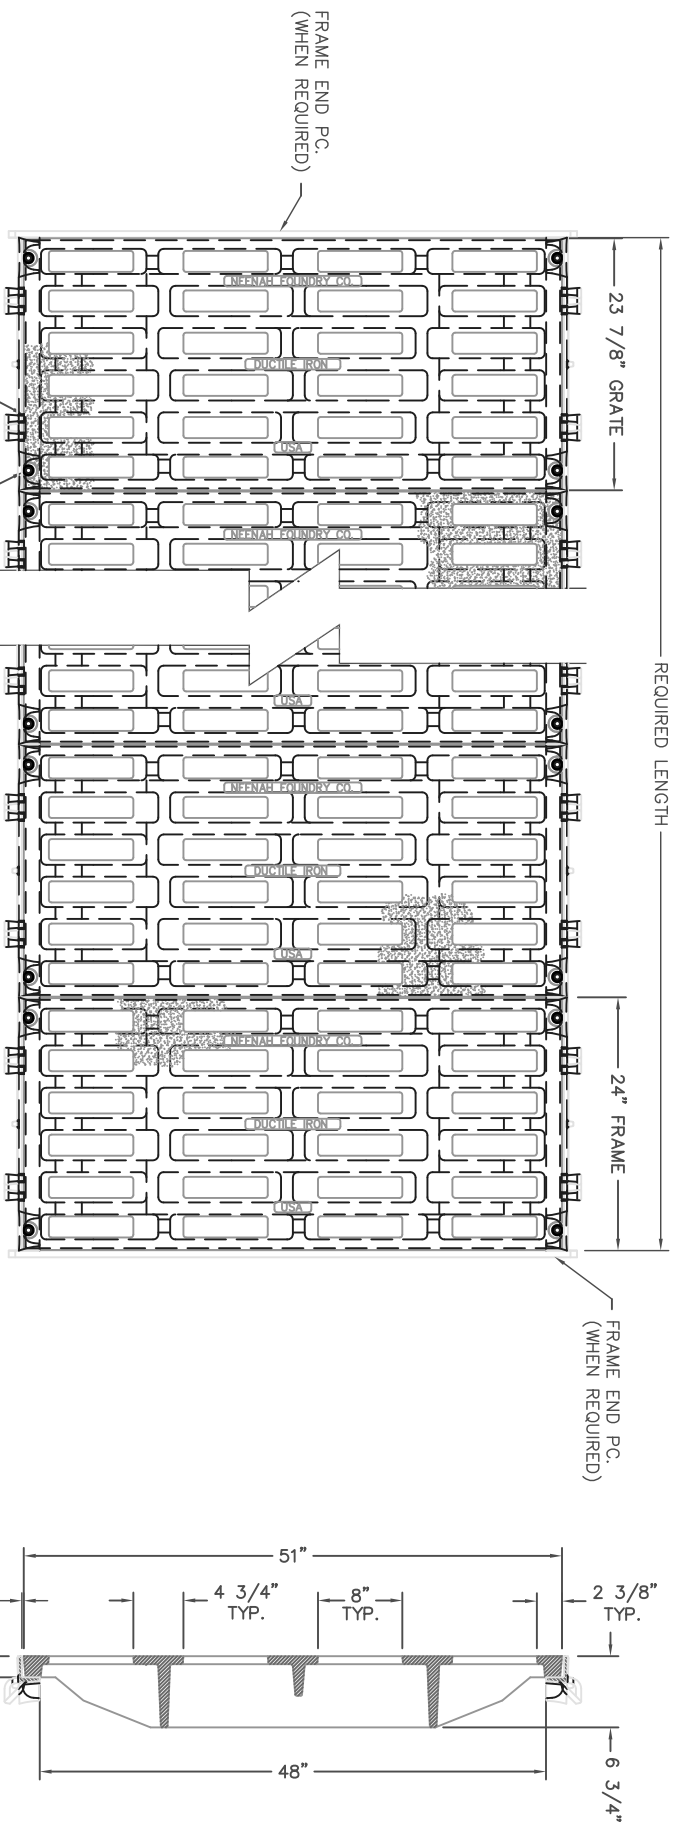 FRAME END PC.
(WHEN REQUIRED)
23 7/8" GRATE
REQUIRED LENGTH
NEENAH FOUNDRY CO.
DUCTILE IRON
USA
NEENAH FOUNDRY CO.
USA
NEENAH FOUNDRY CO.
DUCTILE IRON
USA
24" FRAME
NEENAH FOUNDRY CO.
DUCTILE IRON
USA
FRAME END PC.
(WHEN REQUIRED)
51"
4 3/4"
TYP.
8"
TYP.
2 3/8"
TYP.
48"
6 3/4"